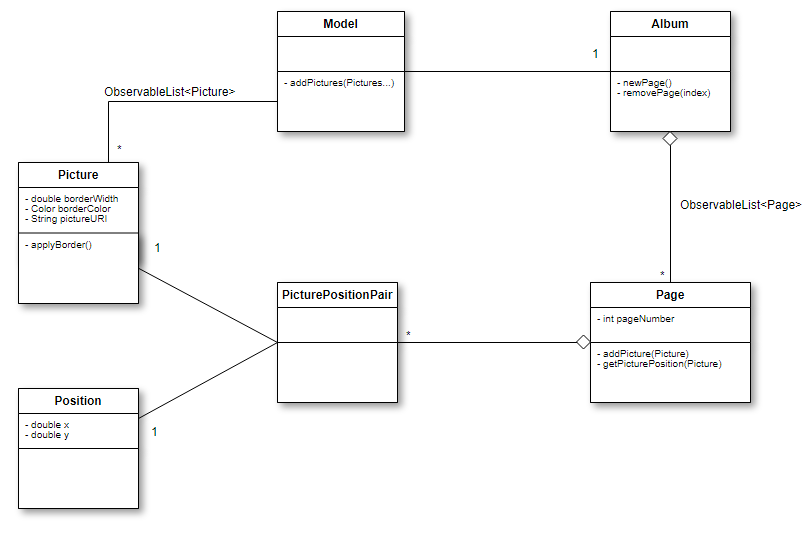 Model
- addPictures(Pictures...)
1
Album
- newPage()
- removePage(index)
ObservableList<Picture>
*
Picture
- double borderWidth
- Color borderColor
- String pictureURI
- applyBorder()
1
ObservableList<Page>
*
PicturePositionPair
*
Page
- int pageNumber
- addPicture(Picture)
- getPicturePosition(Picture)
Position
- double x
- double y
1